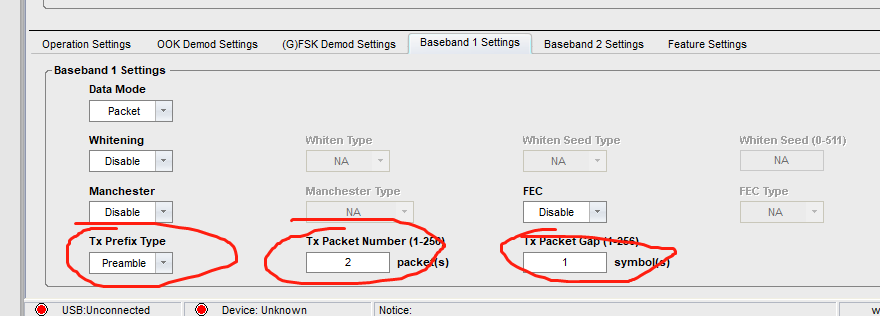 Operation Settings OOK Demod Settings (G)FSK Demod Settings Baseband 1 Settings Baseband 2 Settings Feature Settings
Baseband 1 Settings
Data Mode
Packet
Whitening Whiten Type Whiten Seed Type Whiten Seed (0-511)
Disable NA NA NA
Manchester Manchester Type FEC FEC Type
Disable NA Disable NA
Tx Prefix Type Tx Packet Number (1-256) Tx Packet Gap (1-256)
Preamble 2 packet(s) 1 symbol(s)
USB:Unconnected Device: Unknown Notice: w